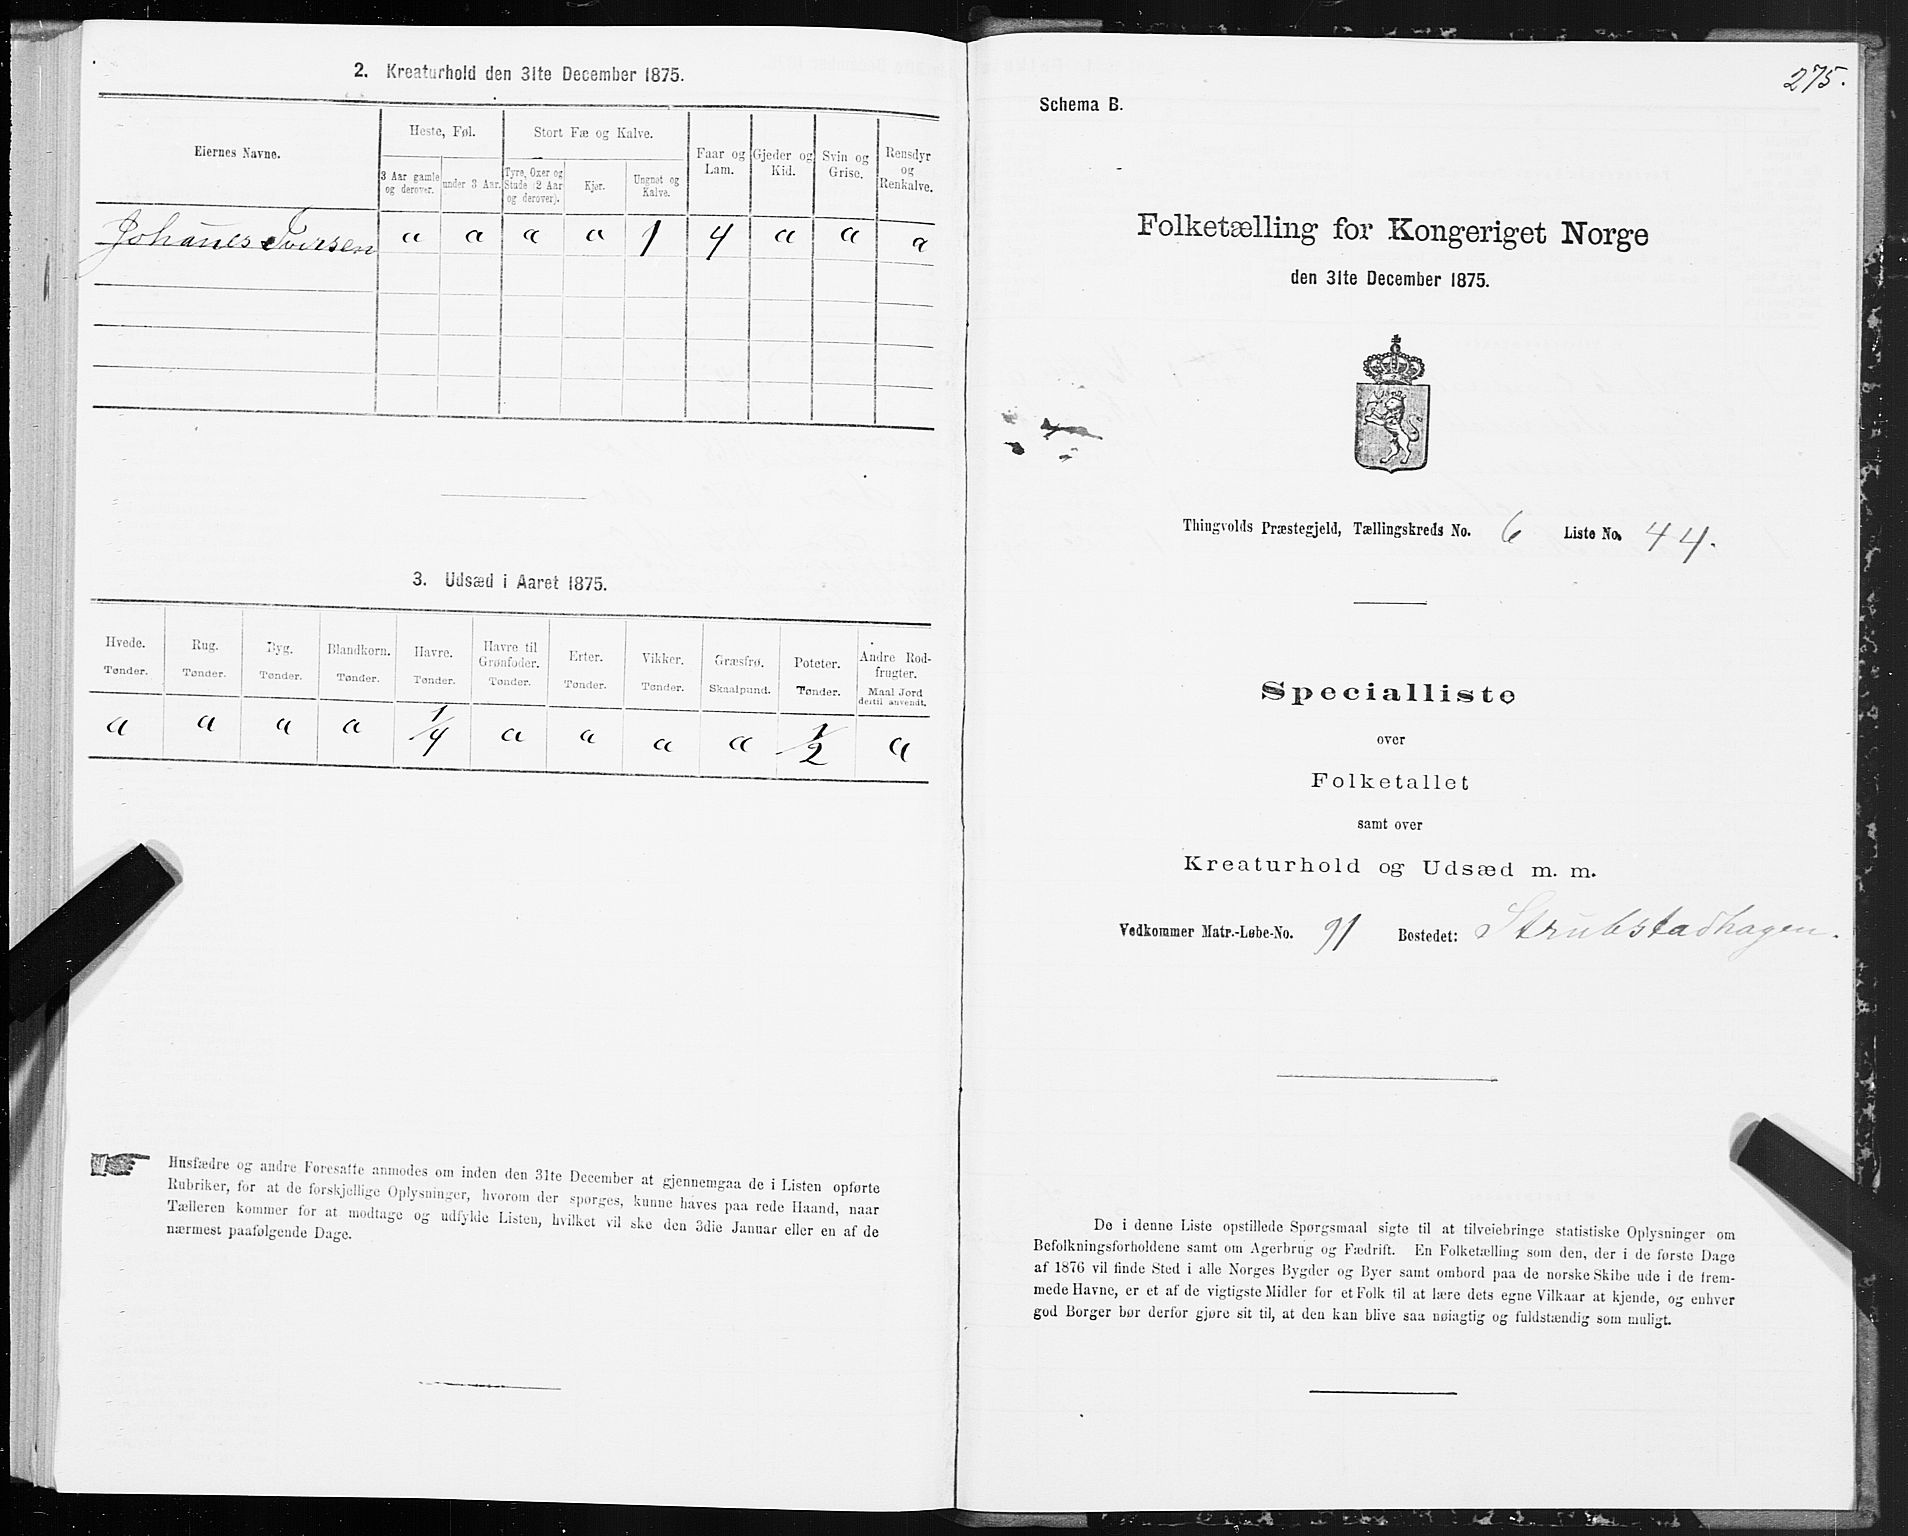 2. Kreaturhold den 31te December 1875.
Eiernes Navne.
Heste, Føl.
Stort Fæ og Kalve.
Faar og Lam.
Gjeder og Kid.
Svin og Grise.
Rensdyr og Renkalve.
3 Aar gamle og derover.
under 3 Aar.
Tyre, Oxer og Stude (2 Aar og derover).
Kjør.
Ungnøt og Kalve.
Johanes Iversen a a a a 1 4 a a a
3. Udsæd i Aaret 1875.
Hvede. Rug. Byg. Blandkorn. Havre. Havre til Grønfoder. Erter. Vikker. Græsfrø. Poteter. Andre Rodfrugter.
Tønder. Tønder. Tønder. Tønder. Tønder. Tønder. Tønder. Tønder. Skaalpund. Tønder. Maal Jord dertil anvendt.
a a a a 1/4 a a a a 1/2 a
Husfædre og andre Foresatte anmodes om inden den 31te December at gjennemgaa de i Listen opførte
Rubriker, for at de forskjellige Oplysninger, hvorom der spørges, kunne haves paa rede Haand, naar
Tælleren kommer for at modtage og udfylde Listen, hvilket vil ske den 3die Januar eller en af de
nærmest paafølgende Dage.
275.
Schema B.
Folketælling for Kongeriget Norge
den 31te December 1875.
Thingvolds Præstegjeld, Tællingskreds No. 6 Liste No. 44.
Specialliste
over
Folketallet
samt over
Kreaturhold og Udsæd m. m.
Vedkommer Matr.-Løbe-No. 91 Bostedet: Strubstadhagen.
De i denne Liste opstillede Spørgsmaal sigte til at tilveiebringe statistiske Oplysninger om
Befolkningsforholdene samt om Agerbrug og Fædrift. En Folketælling som den, der i de første Dage
af 1876 vil finde Sted i alle Norges Bygder og Byer samt ombord paa de norske Skibe ude i de frem-
mede Havne, er et af de vigtigste Midler for et Folk til at lære dets egne Vilkaar at kjende, og enhver
god Borger bør derfor gjøre sit til, at den kan blive saa nøiagtig og fuldstændig som muligt.